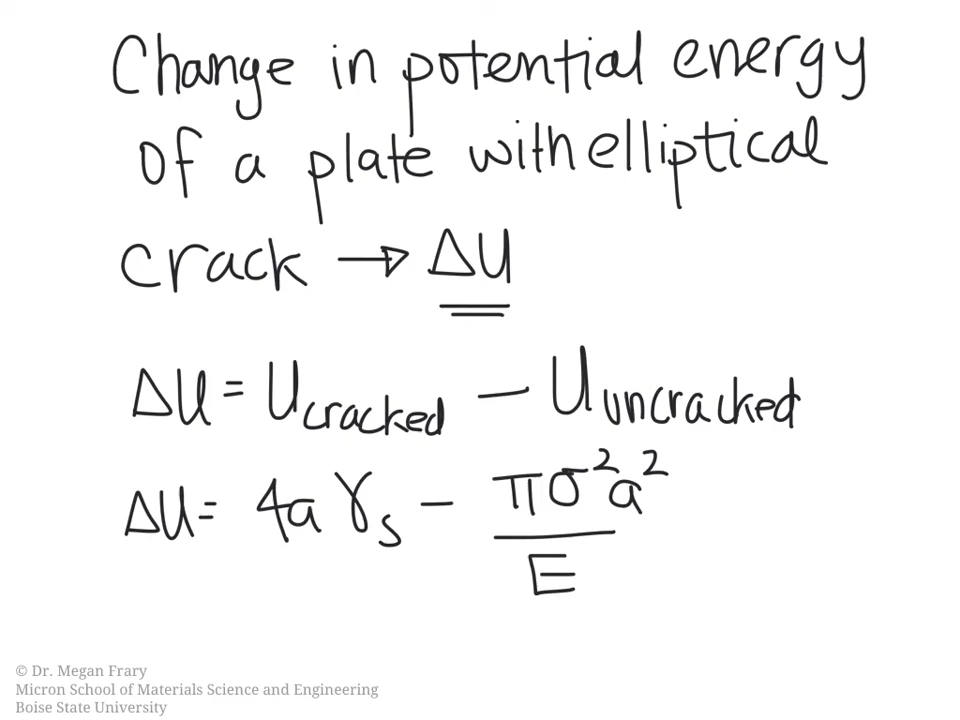 Change in potential energy
of a plate with elliptical
crack → ΔU
ΔU = Ucracked − Uuncracked
ΔU = 4aγs − πσ²a²/E
© Dr. Megan Frary
Micron School of Materials Science and Engineering
Boise State University